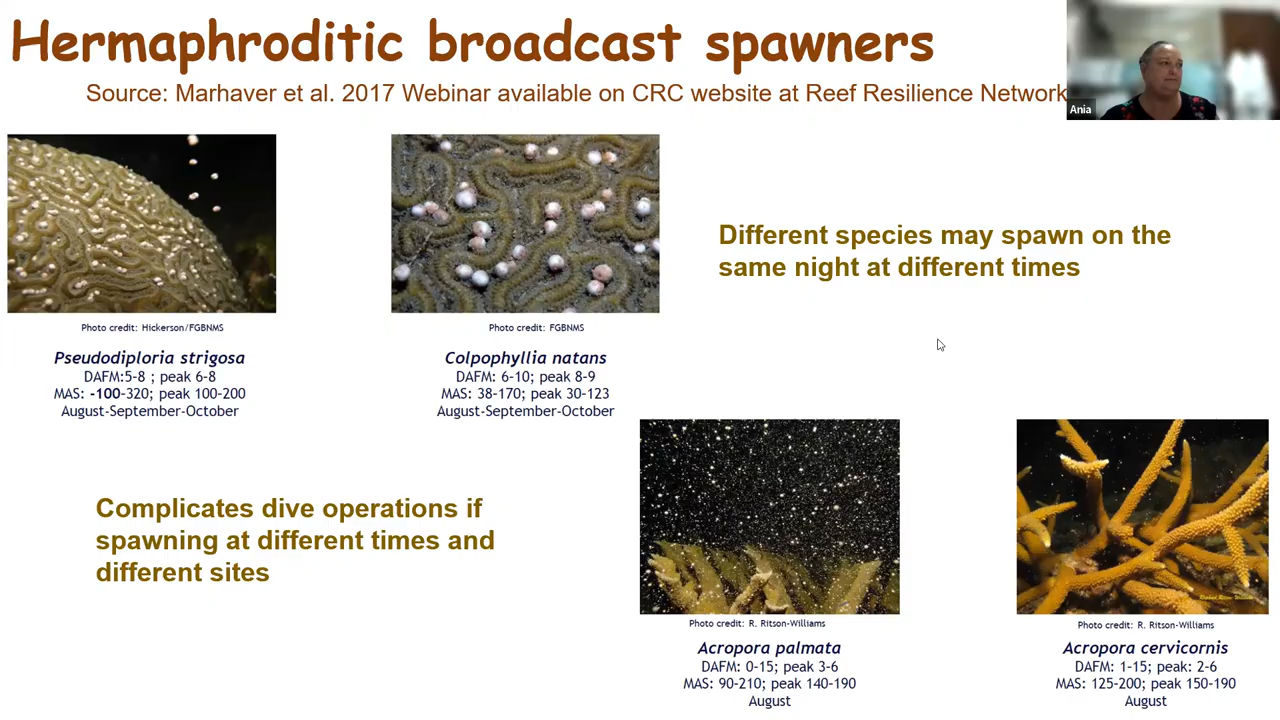 Hermaphroditic broadcast spawners
Source: Marhaver et al. 2017 Webinar available on CRC website at Reef Resilience Network
Ania
Photo credit: Hickerson/FGBNMS
Pseudodiploria strigosa
DAFM:5-8 ; peak 6-8
MAS: -100-320; peak 100-200
August-September-October
Photo credit: FGBNMS
Colpophyllia natans
DAFM: 6-10; peak 8-9
MAS: 38-170; peak 30-123
August-September-October
Different species may spawn on the
same night at different times
Complicates dive operations if
spawning at different times and
different sites
Photo credit: R. Ritson-Williams
Acropora palmata
DAFM: 0-15; peak 3-6
MAS: 90-210; peak 140-190
August
Photo credit: R. Ritson-Williams
Acropora cervicornis
DAFM: 1-15; peak: 2-6
MAS: 125-200; peak 150-190
August